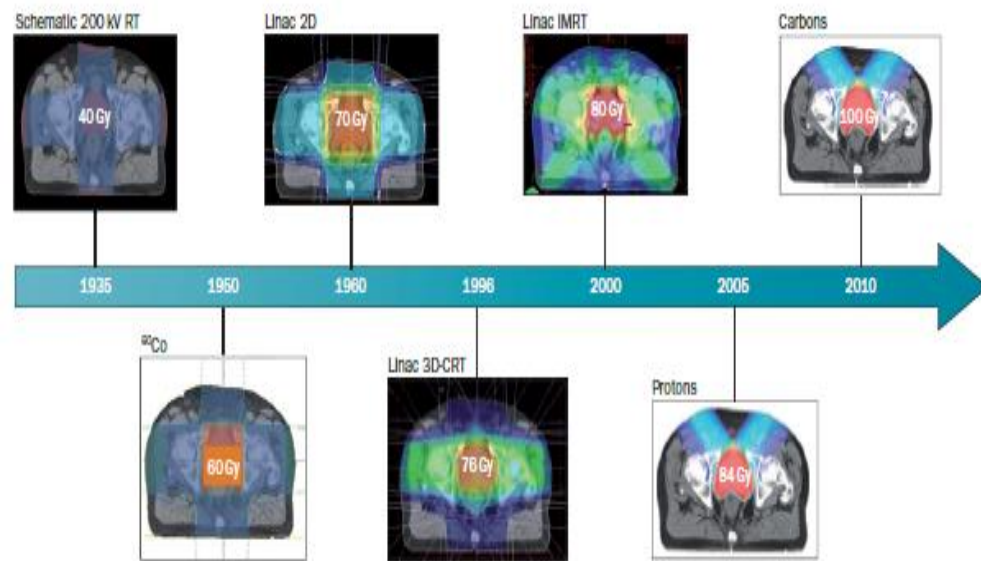 Schematic 200 kV RT
Linac 2D
Linac IMRT
Carbons
40 Gy
70 Gy
80 Gy
100 Gy
1935
1950
1960
1996
2000
2005
2010
⁶⁰Co
Linac 3D-CRT
Protons
60 Gy
76 Gy
84 Gy